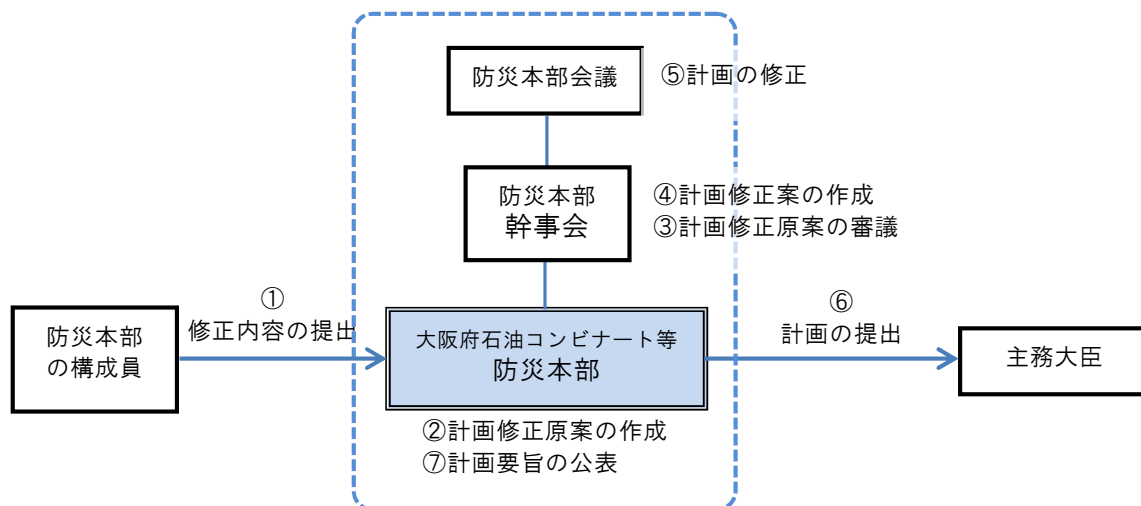 防災本部会議
⑤計画の修正
防災本部
幹事会
④計画修正案の作成
③計画修正原案の審議
①
修正内容の提出
防災本部
の構成員
大阪府石油コンビナート等
防災本部
⑥
計画の提出
主務大臣
②計画修正原案の作成
⑦計画要旨の公表